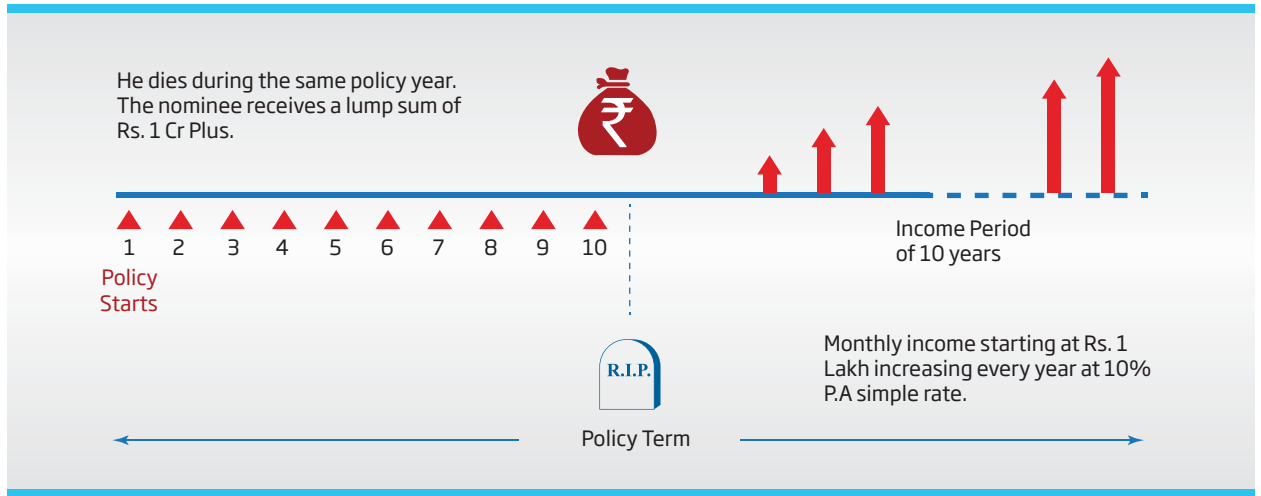 He dies during the same policy year.
The nominee receives a lump sum of
Rs. 1 Cr Plus.
₹
1 2 3 4 5 6 7 8 9 10
Policy
Starts
Income Period
of 10 years
R.I.P.
Monthly income starting at Rs. 1
Lakh increasing every year at 10%
P.A simple rate.
Policy Term